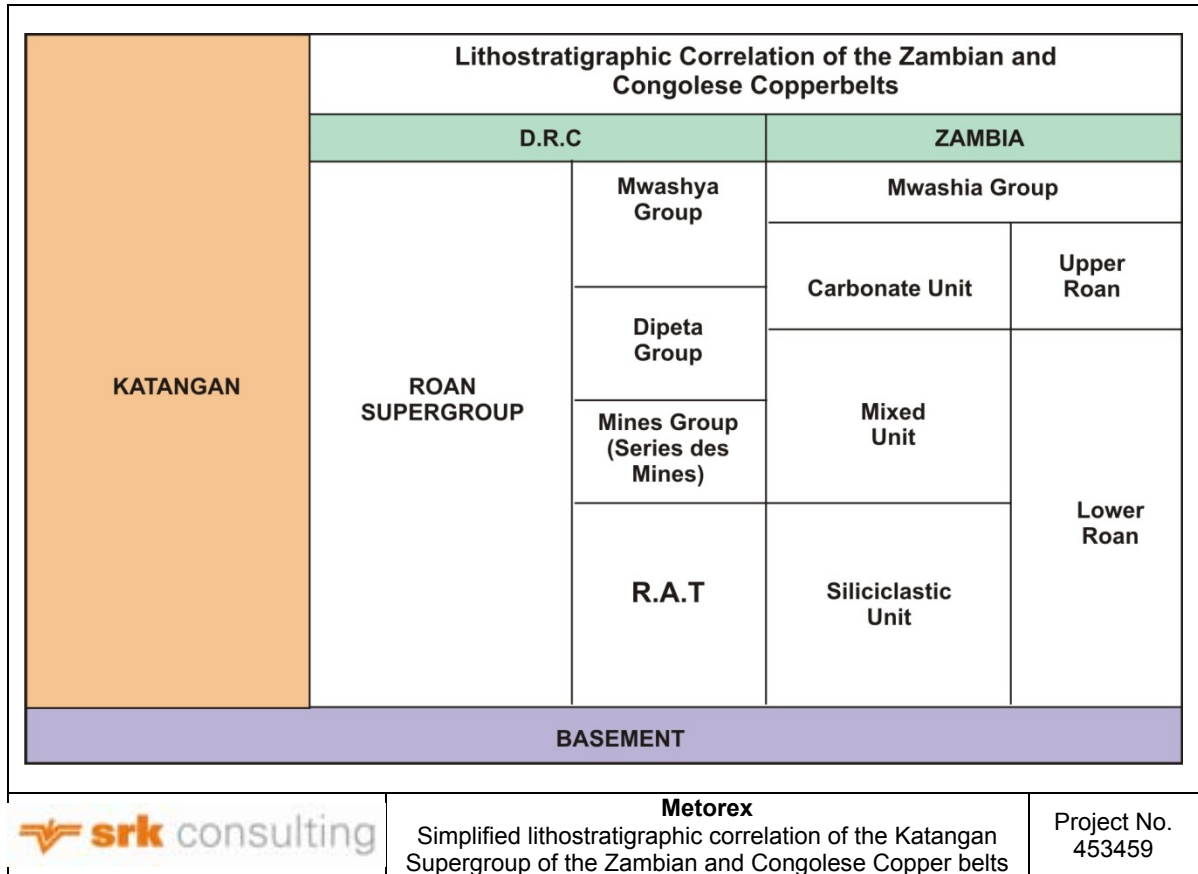 Lithostratigraphic Correlation of the Zambian and
Congolese Copperbelts
D.R.C
ZAMBIA
KATANGAN
ROAN
SUPERGROUP
Mwashya
Group
Dipeta
Group
Mines Group
(Series des
Mines)
R.A.T
Mwashia Group
Carbonate Unit
Upper
Roan
Mixed
Unit
Siliciclastic
Unit
Lower
Roan
BASEMENT
srk consulting
Metorex
Simplified lithostratigraphic correlation of the Katangan
Supergroup of the Zambian and Congolese Copper belts
Project No.
453459